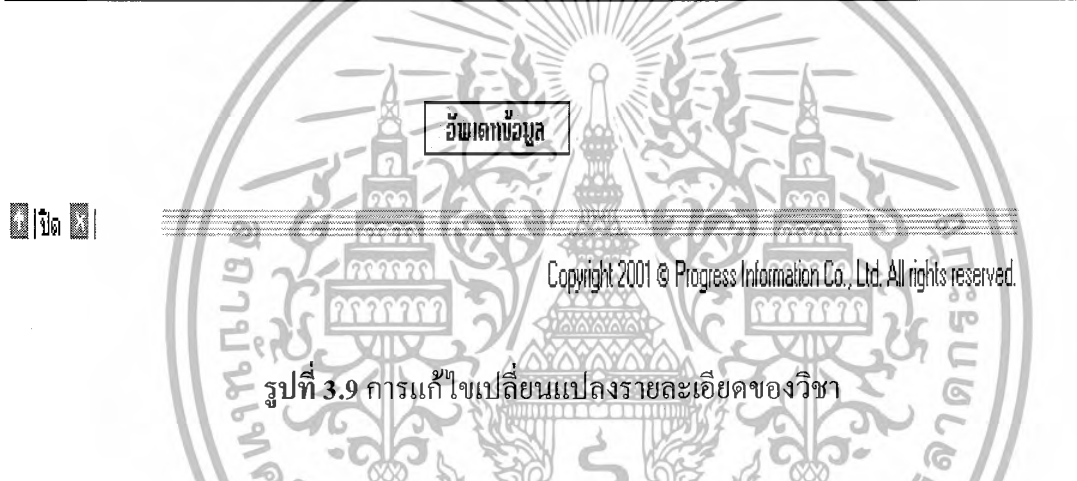 อัพเดทข้อมูล
|ปิด |
Copyright 2001 © Progress Information Co., Ltd. All rights reserved.
รูปที่ 3.9 การแก้ไขเปลี่ยนแปลงรายละเอียดของวิชา